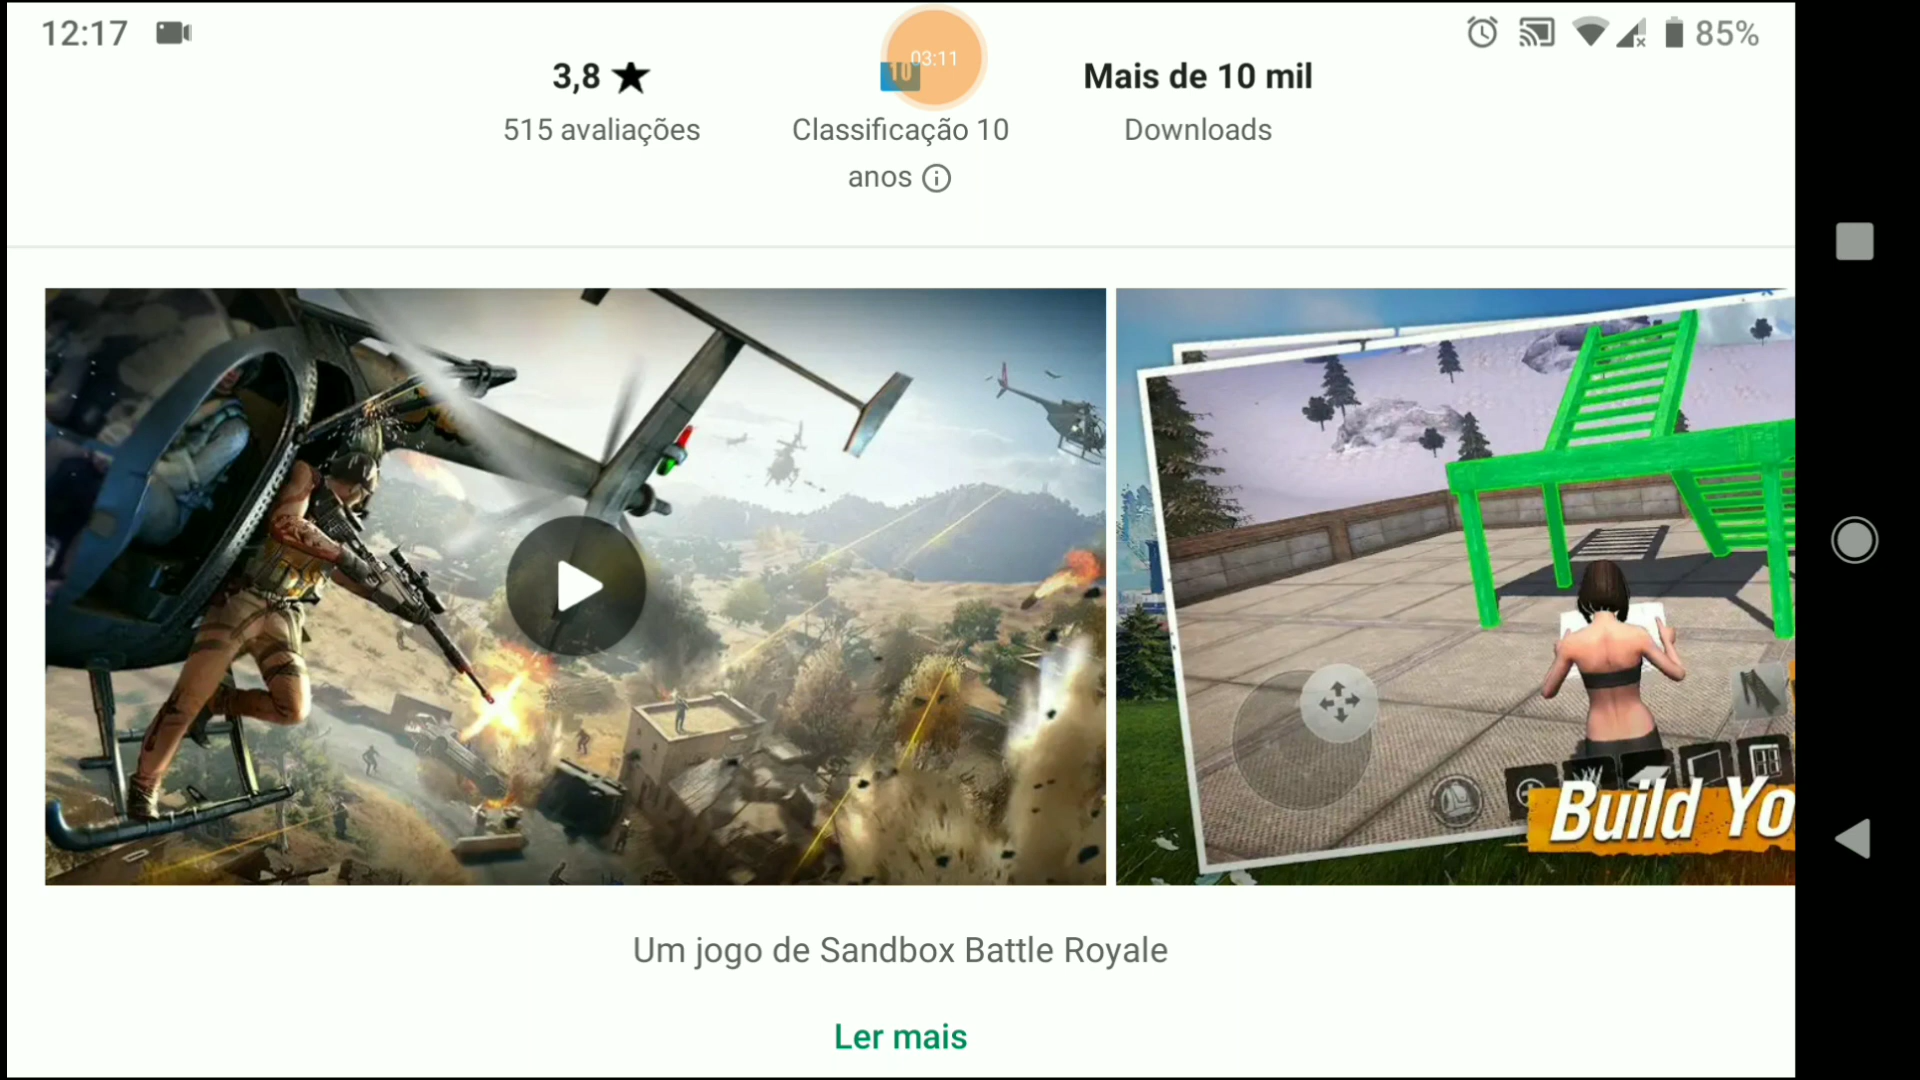 12:17
85%
03:11
3,8 ★
10
Mais de 10 mil
515 avaliações
Classificação 10
anos
Downloads
Build Yo
Um jogo de Sandbox Battle Royale
Ler mais